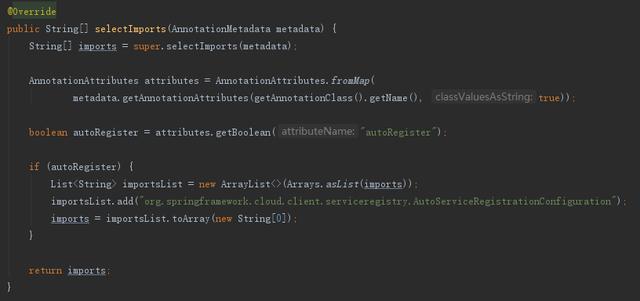 @Override
public String[] selectImports(AnnotationMetadata metadata) {
    String[] imports = super.selectImports(metadata);

    AnnotationAttributes attributes = AnnotationAttributes.fromMap(
            metadata.getAnnotationAttributes(getAnnotationClass().getName(), classValuesAsString: true));

    boolean autoRegister = attributes.getBoolean( attributeName: "autoRegister");

    if (autoRegister) {
        List<String> importsList = new ArrayList<>(Arrays.asList(imports));
        importsList.add("org.springframework.cloud.client.serviceregistry.AutoServiceRegistrationConfiguration");
        imports = importsList.toArray(new String[0]);
    }

    return imports;
}